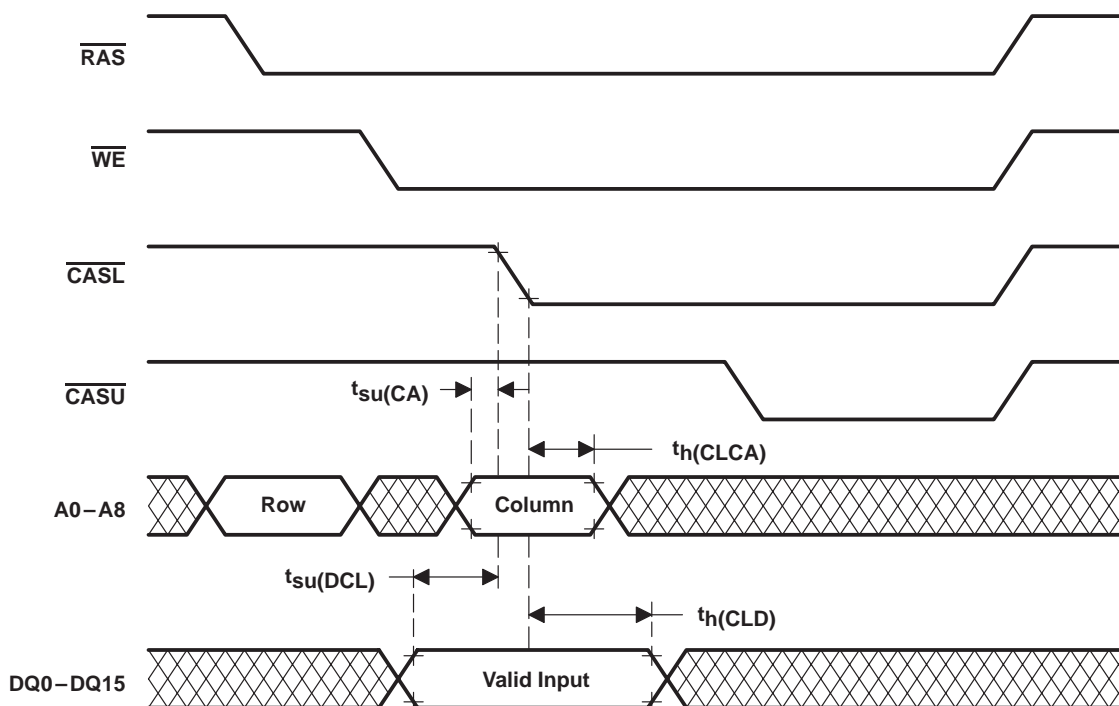 RAS
WE
CASL
CASU
tsu(CA)
th(CLCA)
A0–A8
Row
Column
tsu(DCL)
th(CLD)
DQ0–DQ15
Valid Input